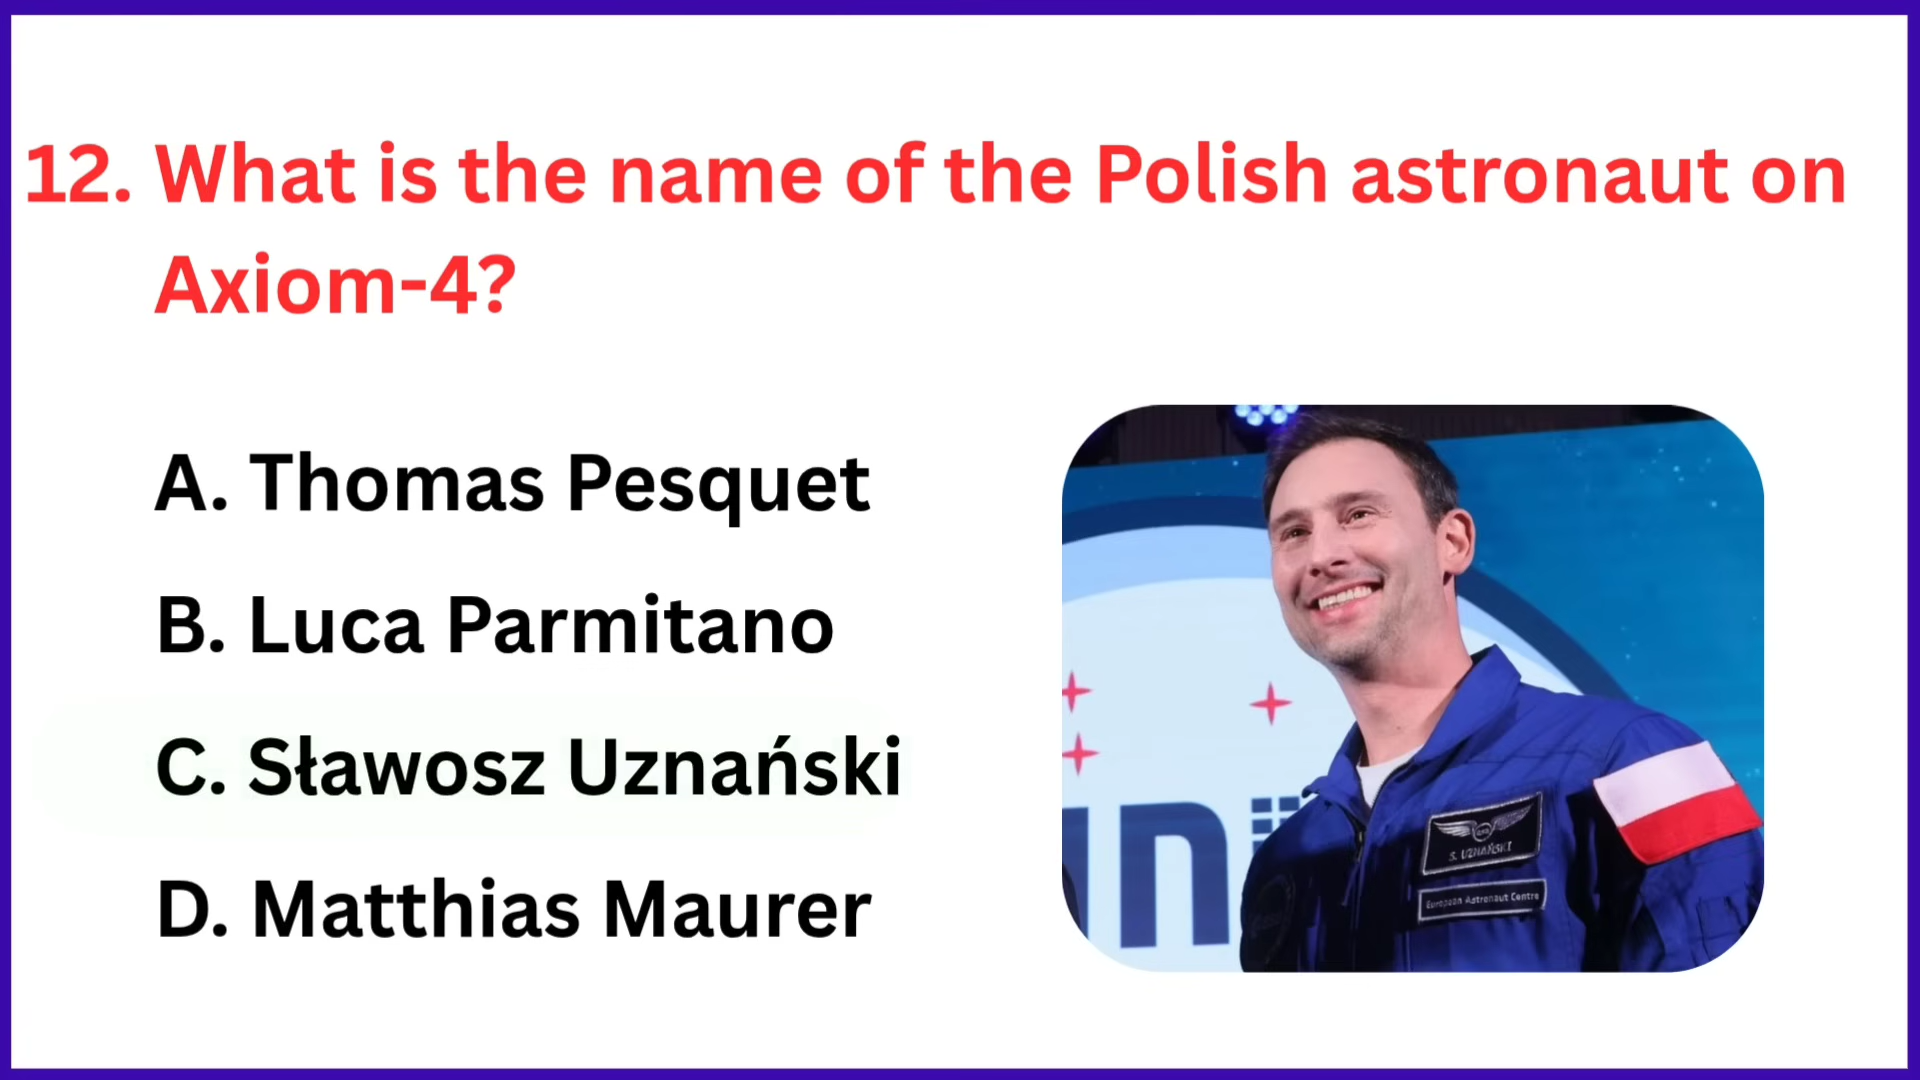 12. What is the name of the Polish astronaut on
Axiom-4?
A. Thomas Pesquet
B. Luca Parmitano
C. Sławosz Uznański
D. Matthias Maurer
S. UZNAŃSKI
European Astronaut Centre